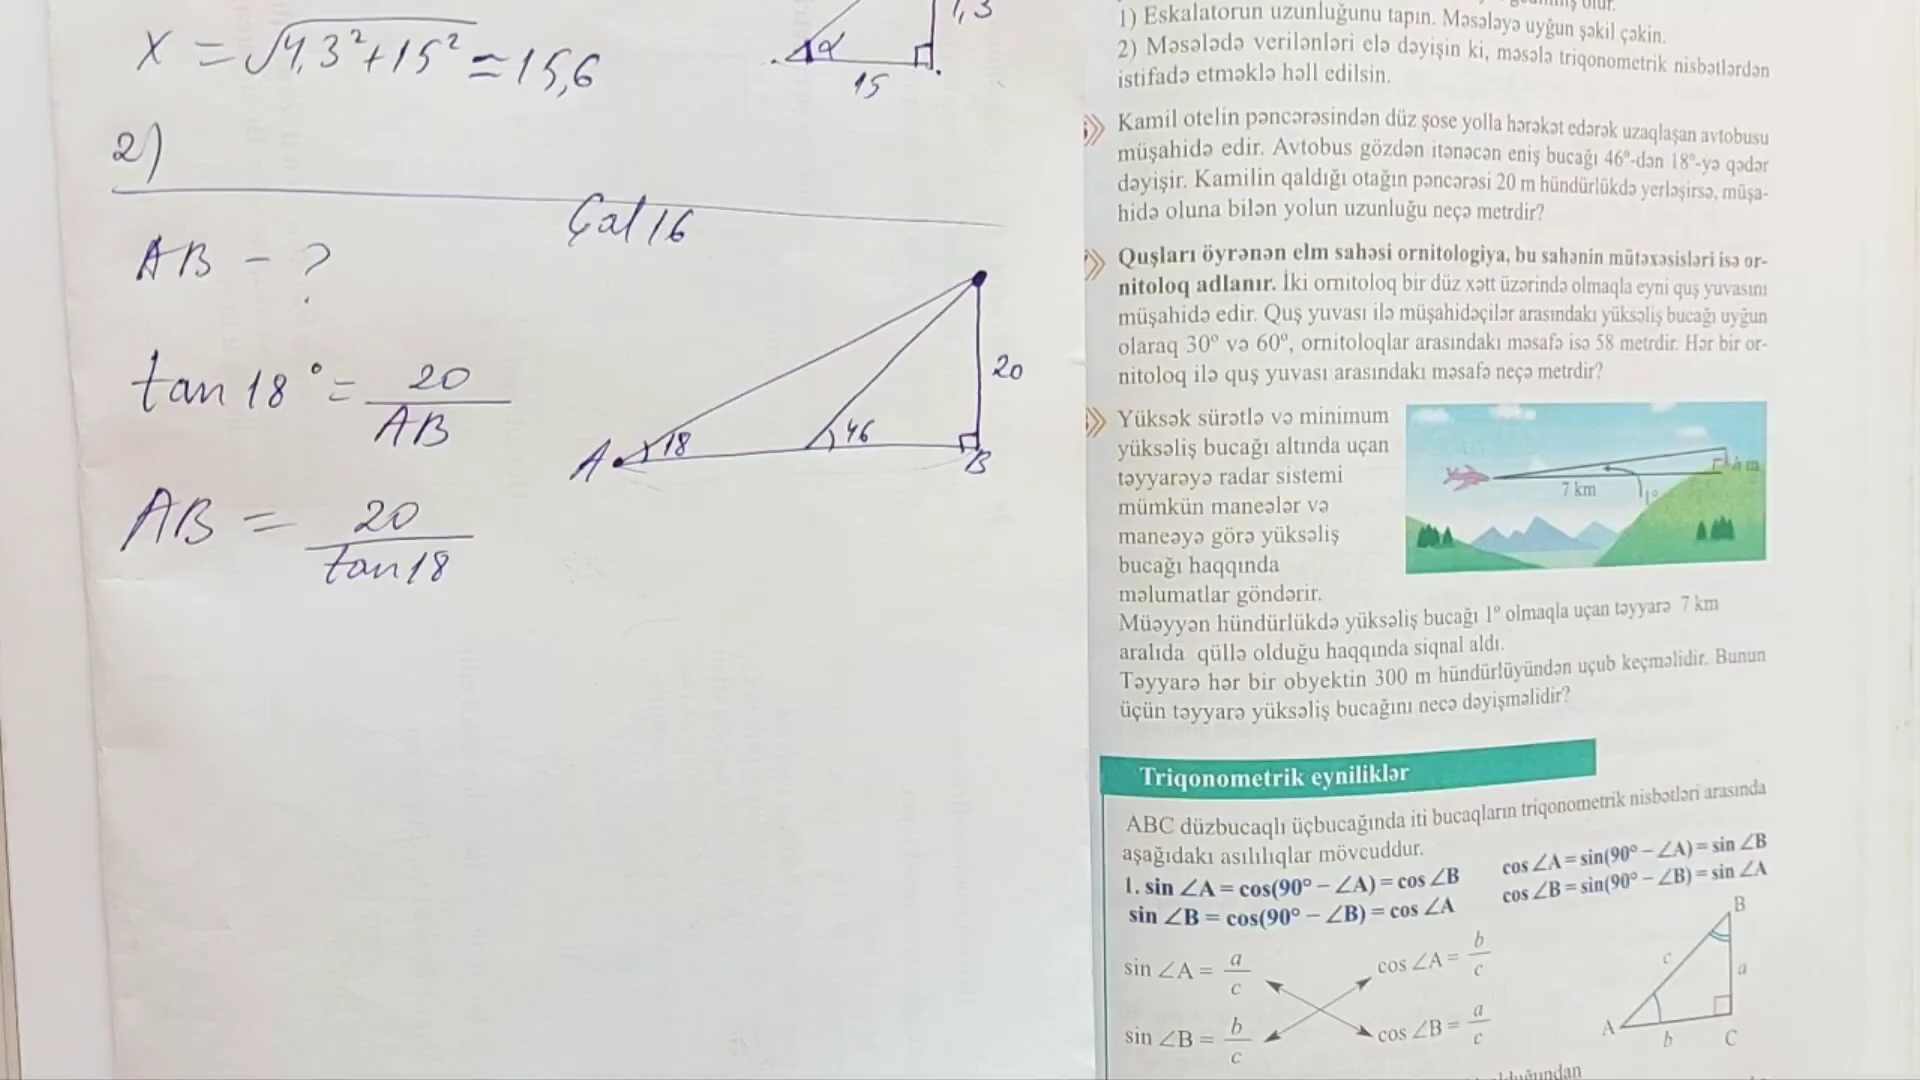 x = √4,3² + 15² ≈ 15,6
α
15
2)
Çal 16
AB - ?
tan 18° = 20/AB
AB = 20/tan 18
A
18
46
20
B
1) Eskalatorun uzunluğunu tapın. Məsələyə uyğun şəkil çəkin.
2) Məsələdə verilənləri elə dəyişin ki, məsələ triqonometrik nisbətlərdən
istifadə etməklə həll edilsin.
Kamil otelin pəncərəsindən düz şose yolla hərəkət edərək uzaqlaşan avtobusu
müşahidə edir. Avtobus gözdən itənəcən eniş bucağı 46°-dən 18°-yə qədər
dəyişir. Kamilin qaldığı otağın pəncərəsi 20 m hündürlükdə yerləşirsə, müşa-
hidə oluna bilən yolun uzunluğu neçə metrdir?
Quşları öyrənən elm sahəsi ornitologiya, bu sahənin mütəxəsisləri isə or-
nitoloq adlanır. İki ornitoloq bir düz xətt üzərində olmaqla eyni quş yuvasını
müşahidə edir. Quş yuvası ilə müşahidəçilər arasındakı yüksəliş bucağı uyğun
olaraq 30° və 60°, ornitoloqlar arasındakı məsafə isə 58 metrdir. Hər bir or-
nitoloq ilə quş yuvası arasındakı məsafə neçə metrdir?
Yüksək sürətlə və minimum
yüksəliş bucağı altında uçan
təyyarəyə radar sistemi
mümkün maneələr və
maneəyə görə yüksəliş
bucağı haqqında
məlumatlar göndərir.
7 km
1°
h m
Müəyyən hündürlükdə yüksəliş bucağı 1° olmaqla uçan təyyarə 7 km
aralıda qüllə olduğu haqqında siqnal aldı.
Təyyarə hər bir obyektin 300 m hündürlüyündən uçub keçməlidir. Bunun
üçün təyyarə yüksəliş bucağını necə dəyişməlidir?
Triqonometrik eyniliklər
ABC düzbucaqlı üçbucağında iti bucaqların triqonometrik nisbətləri arasında
aşağıdakı asılılıqlar mövcuddur.
1. sin ∠A = cos(90° – ∠A) = cos ∠B
cos ∠A = sin(90° – ∠A) = sin ∠B
sin ∠B = cos(90° – ∠B) = cos ∠A
cos ∠B = sin(90° – ∠B) = sin ∠A
sin ∠A = a/c
cos ∠A = b/c
sin ∠B = b/c
cos ∠B = a/c
B
c
a
A
b
C